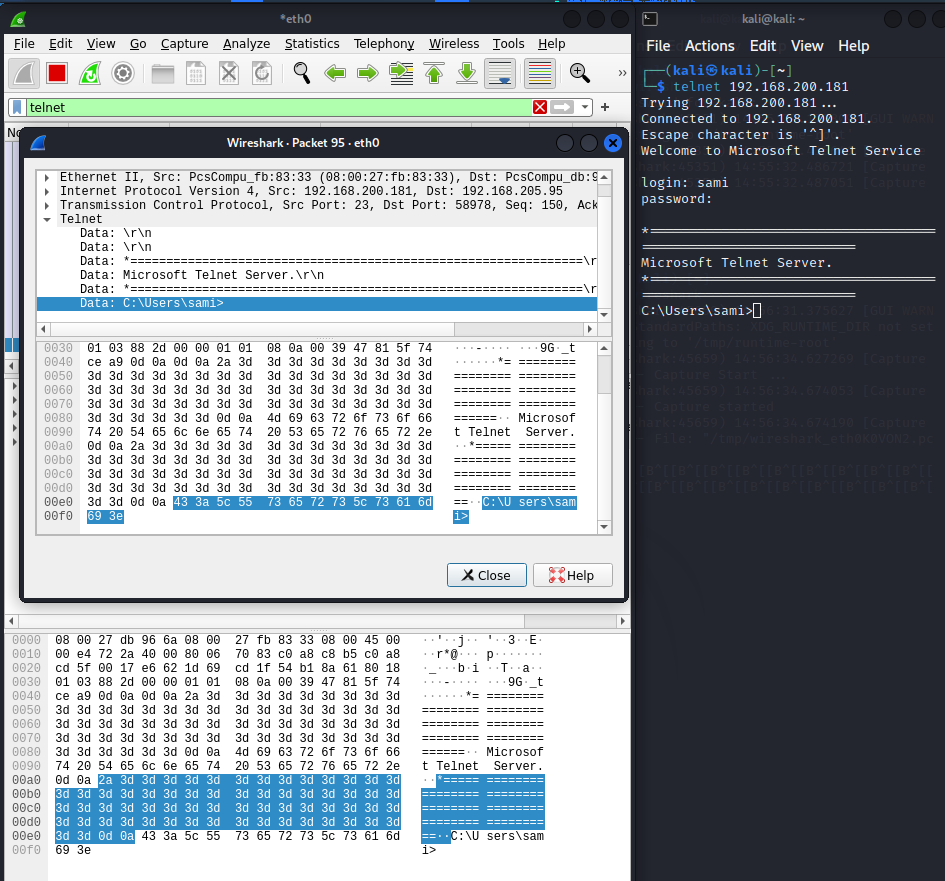 *eth0
File Edit View Go Capture Analyze Statistics Telephony Wireless Tools Help
telnet
No
Wireshark · Packet 95 · eth0
Ethernet II, Src: PcsCompu_fb:83:33 (08:00:27:fb:83:33), Dst: PcsCompu_db:9
Internet Protocol Version 4, Src: 192.168.200.181, Dst: 192.168.205.95
Transmission Control Protocol, Src Port: 23, Dst Port: 58978, Seq: 150, Ack
Telnet
Data: \r\n
Data: \r\n
Data: *===============================================================\r
Data: Microsoft Telnet Server.\r\n
Data: *===============================================================\r
Data: C:\Users\sami>
0030 01 03 88 2d 00 00 01 01 08 0a 00 39 47 81 5f 74 ···-···· ···9G·_t
0040 ce a9 0d 0a 0d 0a 2a 3d 3d 3d 3d 3d 3d 3d 3d 3d ······*= ========
0050 3d 3d 3d 3d 3d 3d 3d 3d 3d 3d 3d 3d 3d 3d 3d 3d ======== ========
0060 3d 3d 3d 3d 3d 3d 3d 3d 3d 3d 3d 3d 3d 3d 3d 3d ======== ========
0070 3d 3d 3d 3d 3d 3d 3d 3d 3d 3d 3d 3d 3d 3d 3d 3d ======== ========
0080 3d 3d 3d 3d 3d 3d 0d 0a 4d 69 63 72 6f 73 6f 66 ======·· Microsof
0090 74 20 54 65 6c 6e 65 74 20 53 65 72 76 65 72 2e t Telnet Server.
00a0 0d 0a 2a 3d 3d 3d 3d 3d 3d 3d 3d 3d 3d 3d 3d 3d ··*===== ========
00b0 3d 3d 3d 3d 3d 3d 3d 3d 3d 3d 3d 3d 3d 3d 3d 3d ======== ========
00c0 3d 3d 3d 3d 3d 3d 3d 3d 3d 3d 3d 3d 3d 3d 3d 3d ======== ========
00d0 3d 3d 3d 3d 3d 3d 3d 3d 3d 3d 3d 3d 3d 3d 3d 3d ======== ========
00e0 3d 3d 0d 0a 43 3a 5c 55 73 65 72 73 5c 73 61 6d ==··C:\U sers\sam
00f0 69 3e i>
Close Help
0000 08 00 27 db 96 6a 08 00 27 fb 83 33 08 00 45 00 ··'··j·· '··3··E·
0010 00 e4 72 2a 40 00 80 06 70 83 c0 a8 c8 b5 c0 a8 ··r*@··· p·······
0020 cd 5f 00 17 e6 62 1d 69 cd 1f 54 b1 8a 61 80 18 ·_···b·i ··T··a··
0030 01 03 88 2d 00 00 01 01 08 0a 00 39 47 81 5f 74 ···-···· ···9G·_t
0040 ce a9 0d 0a 0d 0a 2a 3d 3d 3d 3d 3d 3d 3d 3d 3d ······*= ========
0050 3d 3d 3d 3d 3d 3d 3d 3d 3d 3d 3d 3d 3d 3d 3d 3d ======== ========
0060 3d 3d 3d 3d 3d 3d 3d 3d 3d 3d 3d 3d 3d 3d 3d 3d ======== ========
0070 3d 3d 3d 3d 3d 3d 3d 3d 3d 3d 3d 3d 3d 3d 3d 3d ======== ========
0080 3d 3d 3d 3d 3d 3d 0d 0a 4d 69 63 72 6f 73 6f 66 ======·· Microsof
0090 74 20 54 65 6c 6e 65 74 20 53 65 72 76 65 72 2e t Telnet Server.
00a0 0d 0a 2a 3d 3d 3d 3d 3d 3d 3d 3d 3d 3d 3d 3d 3d ··*===== ========
00b0 3d 3d 3d 3d 3d 3d 3d 3d 3d 3d 3d 3d 3d 3d 3d 3d ======== ========
00c0 3d 3d 3d 3d 3d 3d 3d 3d 3d 3d 3d 3d 3d 3d 3d 3d ======== ========
00d0 3d 3d 3d 3d 3d 3d 3d 3d 3d 3d 3d 3d 3d 3d 3d 3d ======== ========
00e0 3d 3d 0d 0a 43 3a 5c 55 73 65 72 73 5c 73 61 6d ==··C:\U sers\sam
00f0 69 3e i>
kali@kali: ~
File Actions Edit View Help
┌──(kali㉿kali)-[~]
└─$ telnet 192.168.200.181
Trying 192.168.200.181...
Connected to 192.168.200.181.
Escape character is '^]'.
Welcome to Microsoft Telnet Service
login: sami
password:
*=====================================
===========================
Microsoft Telnet Server.
*=====================================
===========================
C:\Users\sami>